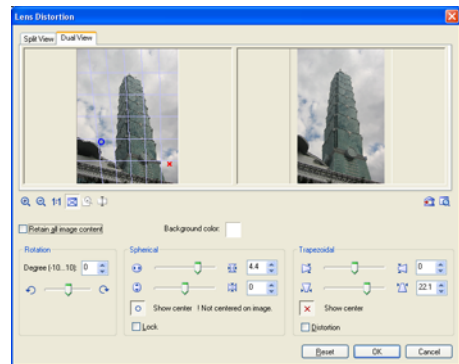 Lens Distortion
Split View Dual View
1:1
Retain all image content
Background color:
Rotation
Spherical
Trapezoidal
Degree (-10...10): 0
4.4
0
0
22.1
Show center ! Not centered on image.
Show center
Lock
Distortion
Reset OK Cancel